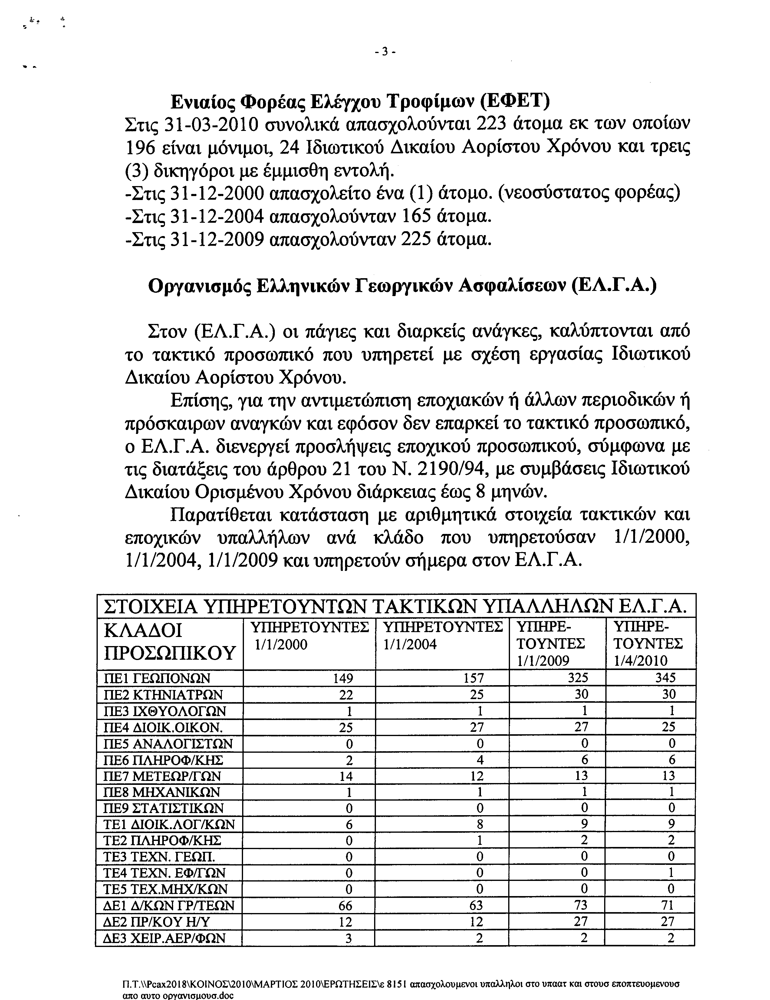 - 3 -
Ενιαίος Φορέας Ελέγχου Τροφίμων (ΕΦΕΤ)
Στις 31-03-2010 συνολικά απασχολούνται 223 άτομα εκ των οποίων
196 είναι μόνιμοι, 24 Ιδιωτικού Δικαίου Αορίστου Χρόνου και τρεις
(3) δικηγόροι με έμμισθη εντολή.
-Στις 31-12-2000 απασχολείτο ένα (1) άτομο. (νεοσύστατος φορέας)
-Στις 31-12-2004 απασχολούνταν 165 άτομα.
-Στις 31-12-2009 απασχολούνταν 225 άτομα.
Οργανισμός Ελληνικών Γεωργικών Ασφαλίσεων (ΕΛ.Γ.Α.)
Στον (ΕΛ.Γ.Α.) οι πάγιες και διαρκείς ανάγκες, καλύπτονται από
το τακτικό προσωπικό που υπηρετεί με σχέση εργασίας Ιδιωτικού
Δικαίου Αορίστου Χρόνου.
Επίσης, για την αντιμετώπιση εποχιακών ή άλλων περιοδικών ή
πρόσκαιρων αναγκών και εφόσον δεν επαρκεί το τακτικό προσωπικό,
ο ΕΛ.Γ.Α. διενεργεί προσλήψεις εποχικού προσωπικού, σύμφωνα με
τις διατάξεις του άρθρου 21 του Ν. 2190/94, με συμβάσεις Ιδιωτικού
Δικαίου Ορισμένου Χρόνου διάρκειας έως 8 μηνών.
Παρατίθεται κατάσταση με αριθμητικά στοιχεία τακτικών και
εποχικών υπαλλήλων ανά κλάδο που υπηρετούσαν 1/1/2000,
1/1/2004, 1/1/2009 και υπηρετούν σήμερα στον ΕΛ.Γ.Α.
ΣΤΟΙΧΕΙΑ ΥΠΗΡΕΤΟΥΝΤΩΝ ΤΑΚΤΙΚΩΝ ΥΠΑΛΛΗΛΩΝ ΕΛ.Γ.Α.
ΚΛΑΔΟΙ ΠΡΟΣΩΠΙΚΟΥ ΥΠΗΡΕΤΟΥΝΤΕΣ 1/1/2000 ΥΠΗΡΕΤΟΥΝΤΕΣ 1/1/2004 ΥΠΗΡΕ-ΤΟΥΝΤΕΣ 1/1/2009 ΥΠΗΡΕ-ΤΟΥΝΤΕΣ 1/4/2010
ΠΕ1 ΓΕΩΠΟΝΩΝ 149 157 325 345
ΠΕ2 ΚΤΗΝΙΑΤΡΩΝ 22 25 30 30
ΠΕ3 ΙΧΘΥΟΛΟΓΩΝ 1 1 1 1
ΠΕ4 ΔΙΟΙΚ.ΟΙΚΟΝ. 25 27 27 25
ΠΕ5 ΑΝΑΛΟΓΙΣΤΩΝ 0 0 0 0
ΠΕ6 ΠΛΗΡΟΦ/ΚΗΣ 2 4 6 6
ΠΕ7 ΜΕΤΕΩΡ/ΓΩΝ 14 12 13 13
ΠΕ8 ΜΗΧΑΝΙΚΩΝ 1 1 1 1
ΠΕ9 ΣΤΑΤΙΣΤΙΚΩΝ 0 0 0 0
ΤΕ1 ΔΙΟΙΚ.ΛΟΓ/ΚΩΝ 6 8 9 9
ΤΕ2 ΠΛΗΡΟΦ/ΚΗΣ 0 1 2 2
ΤΕ3 ΤΕΧΝ. ΓΕΩΠ. 0 0 0 0
ΤΕ4 ΤΕΧΝ. ΕΦ/ΓΩΝ 0 0 0 1
ΤΕ5 ΤΕΧ.ΜΗΧ/ΚΩΝ 0 0 0 0
ΔΕ1 Δ/ΚΩΝ ΓΡ/ΤΕΩΝ 66 63 73 71
ΔΕ2 ΠΡ/ΚΟΥ Η/Υ 12 12 27 27
ΔΕ3 ΧΕΙΡ.ΑΕΡ/ΦΩΝ 3 2 2 2
Π.Τ.\\Pcax2018\ΚΟΙΝΟΣ\2010\ΜΑΡΤΙΟΣ 2010\ΕΡΩΤΗΣΕΙΣ\ε 8151 απασχολουμενοι υπαλληλοι στο υπαατ και στουσ εποπτευομενουσ
απο αυτο οργανισμουσ.doc